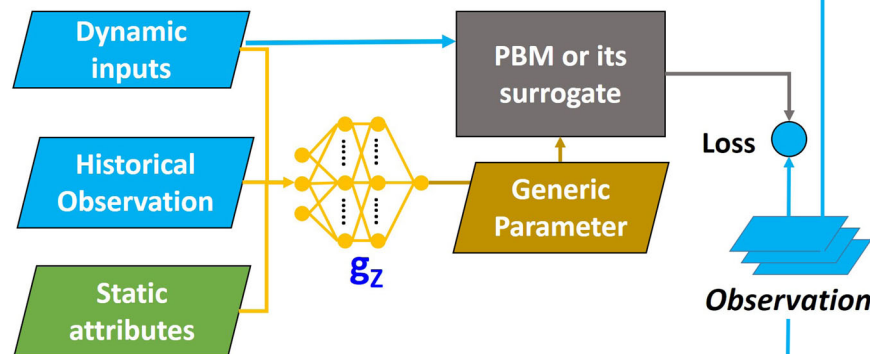 Dynamic
inputs
PBM or its
surrogate
Historical
Observation
Loss
Generic
Parameter
gZ
Static
attributes
Observation